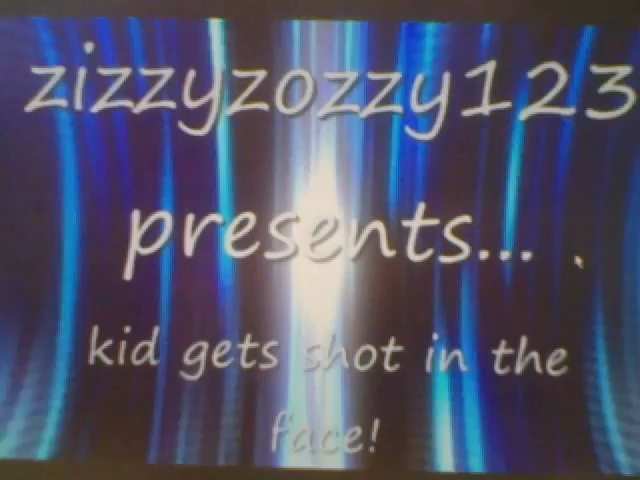 zizzyzozzy123
presents...
kid gets shot in the
face!